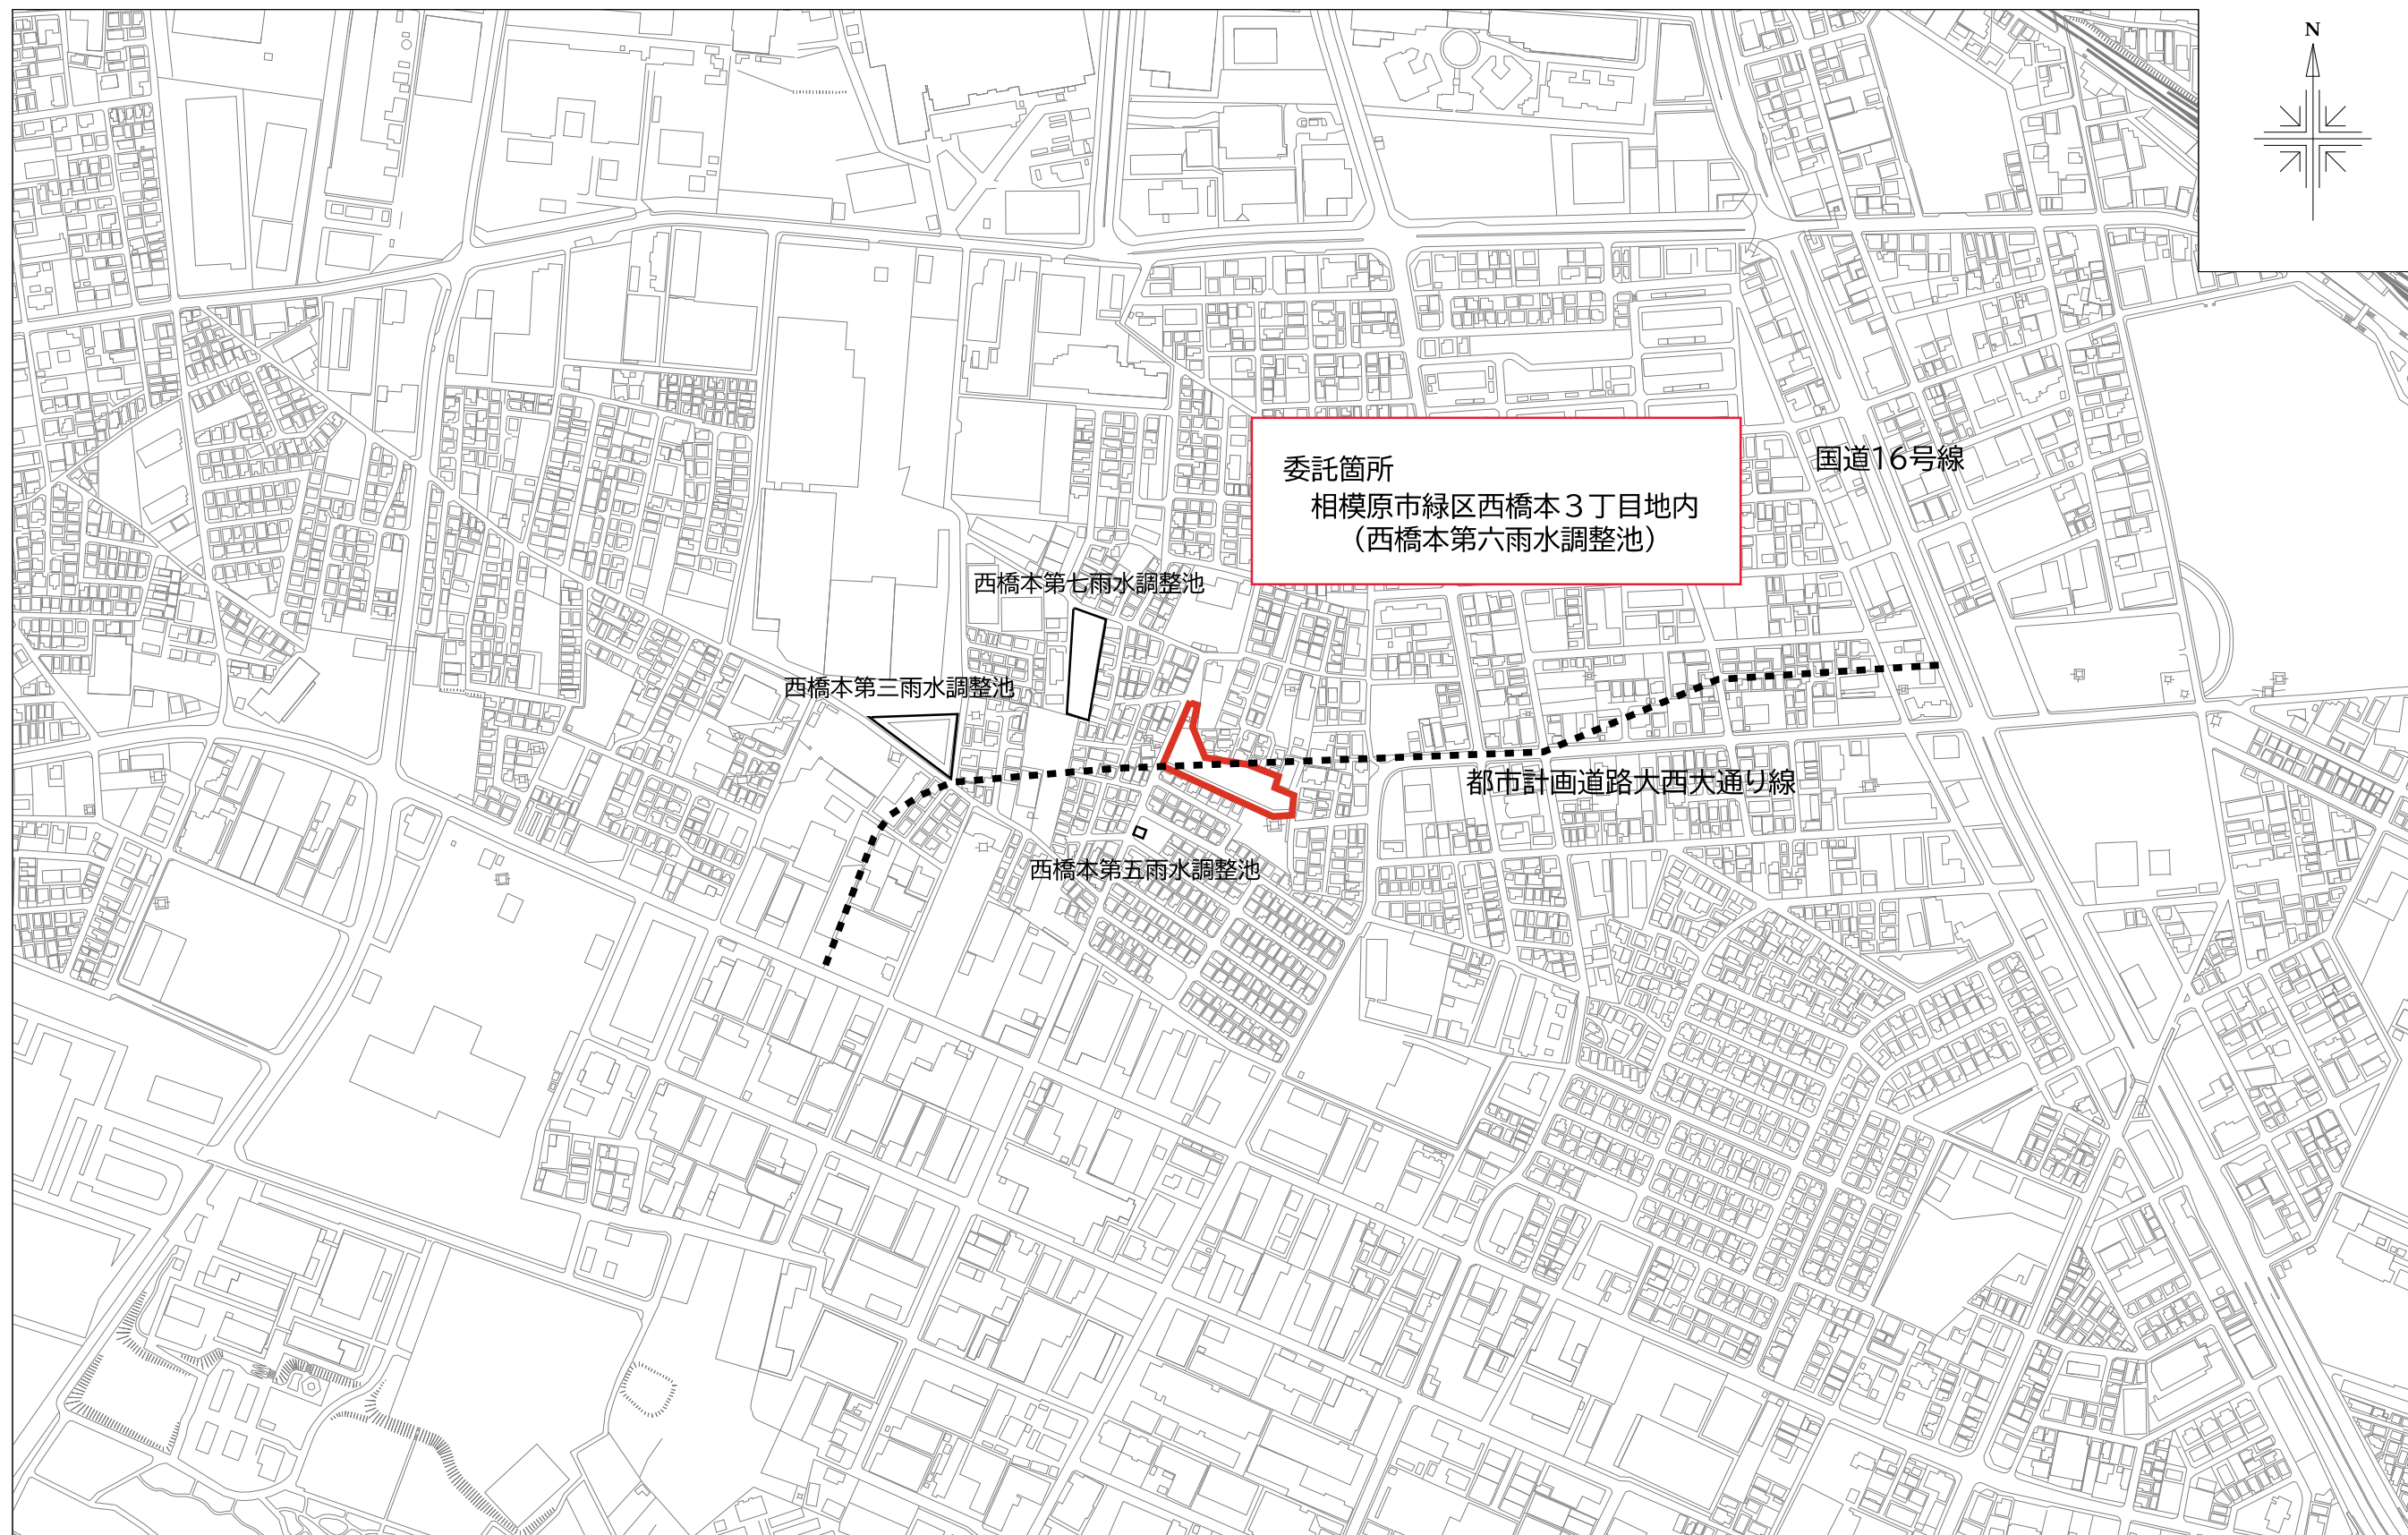 N
国道16号線
委託箇所
相模原市緑区西橋本３丁目地内
（西橋本第六雨水調整池）
西橋本第七雨水調整池
西橋本第三雨水調整池
都市計画道路大西大通り線
西橋本第五雨水調整池